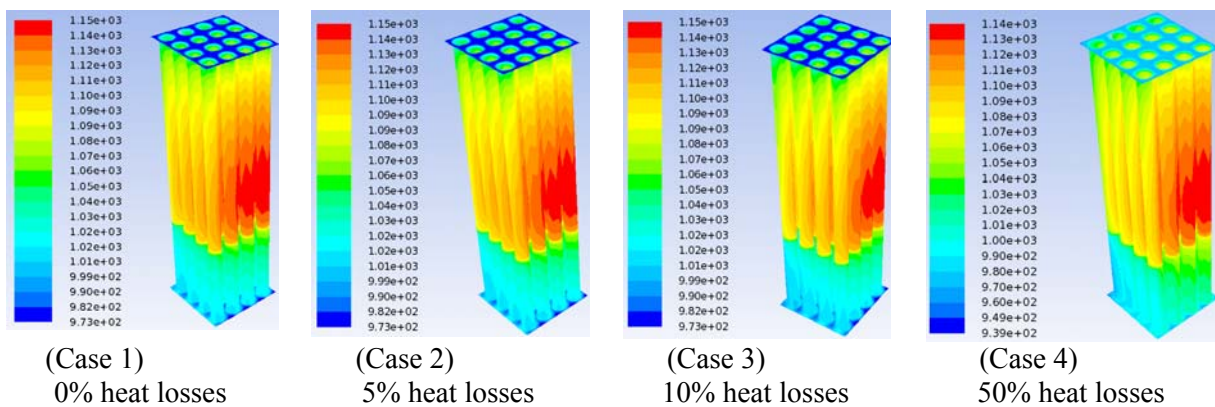 1.15e+03
1.14e+03
1.13e+03
1.12e+03
1.11e+03
1.10e+03
1.10e+03
1.09e+03
1.08e+03
1.07e+03
1.06e+03
1.05e+03
1.04e+03
1.03e+03
1.03e+03
1.02e+03
1.01e+03
9.99e+02
9.90e+02
9.82e+02
9.73e+02
(Case 1)
0% heat losses
1.15e+03
1.14e+03
1.13e+03
1.12e+03
1.11e+03
1.10e+03
1.10e+03
1.09e+03
1.08e+03
1.07e+03
1.06e+03
1.05e+03
1.04e+03
1.03e+03
1.03e+03
1.02e+03
1.01e+03
9.99e+02
9.90e+02
9.82e+02
9.73e+02
(Case 2)
5% heat losses
1.15e+03
1.14e+03
1.13e+03
1.12e+03
1.11e+03
1.10e+03
1.10e+03
1.09e+03
1.08e+03
1.07e+03
1.06e+03
1.05e+03
1.04e+03
1.03e+03
1.03e+03
1.02e+03
1.01e+03
9.99e+02
9.90e+02
9.82e+02
9.73e+02
(Case 3)
10% heat losses
1.14e+03
1.13e+03
1.12e+03
1.11e+03
1.10e+03
1.09e+03
1.08e+03
1.07e+03
1.06e+03
1.05e+03
1.04e+03
1.03e+03
1.02e+03
1.01e+03
1.00e+03
9.90e+02
9.80e+02
9.70e+02
9.60e+02
9.49e+02
9.39e+02
(Case 4)
50% heat losses